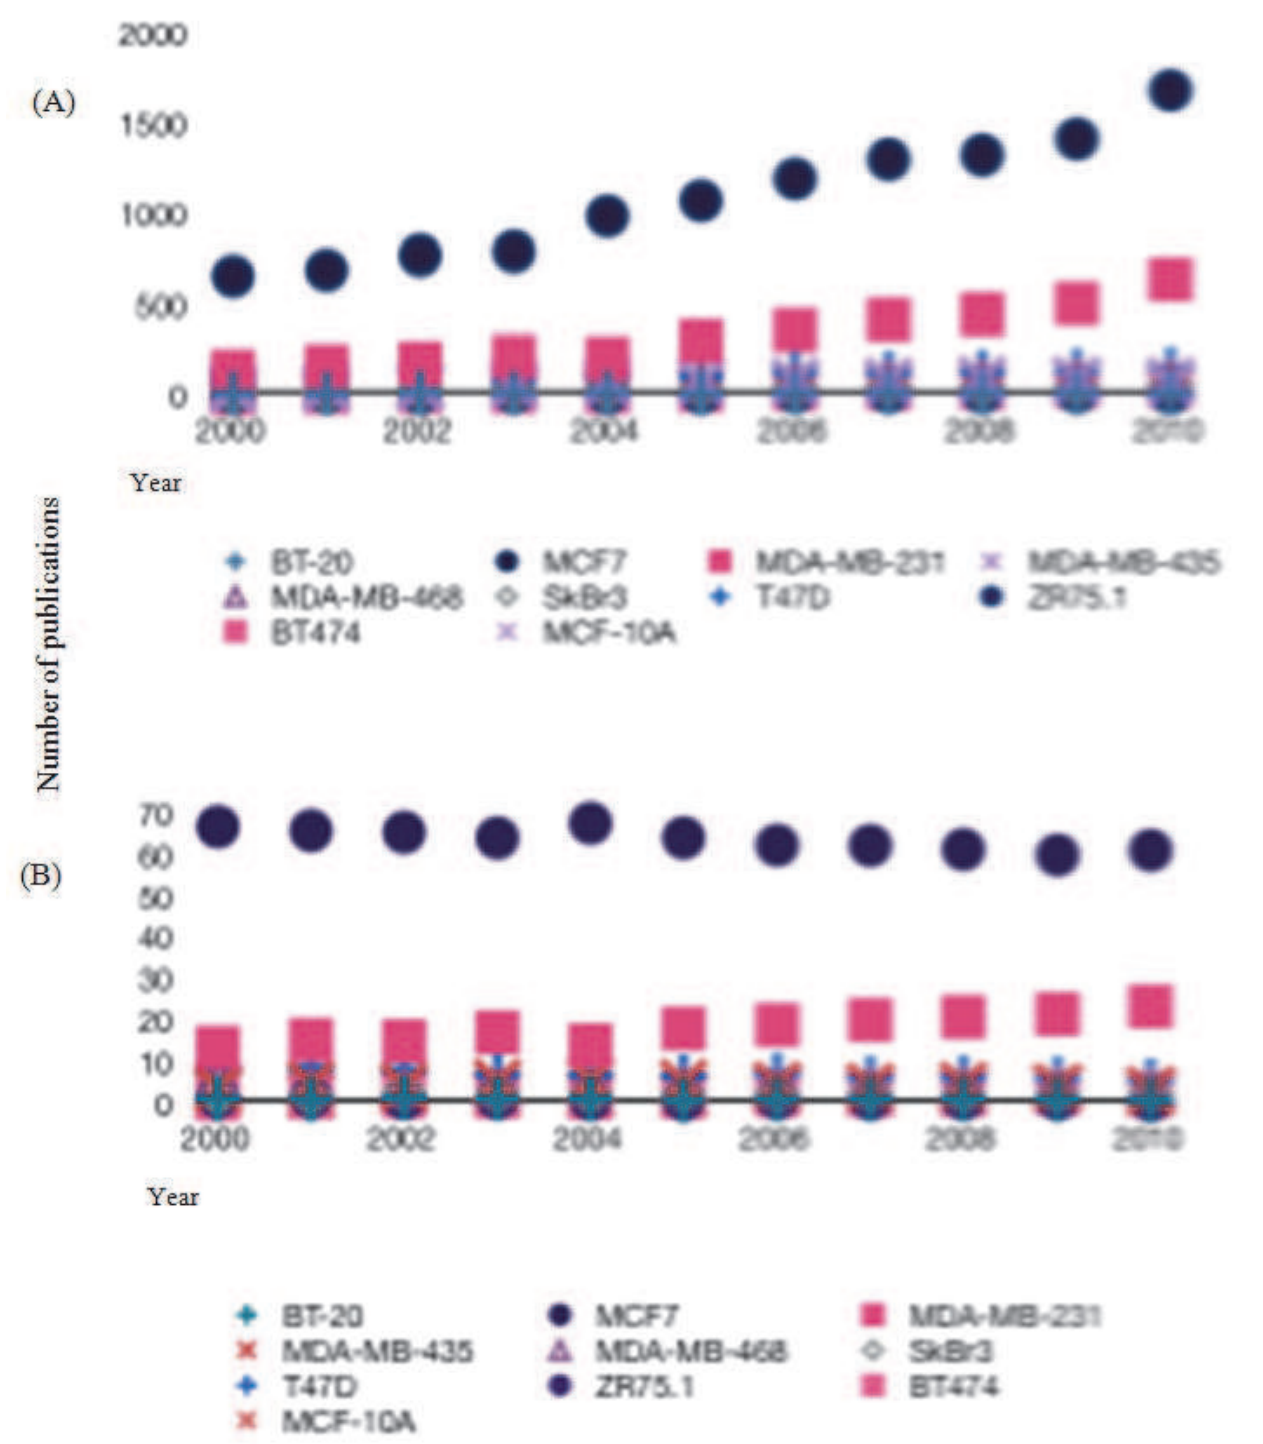 (A)
2000
1500
1000
500
0
2000 2002 2004 2006 2008 2010
Year
BT-20 MCF7 MDA-MB-231 MDA-MB-435
MDA-MB-468 SkBr3 T47D ZR75.1
BT474 MCF-10A
Number of publications
(B)
70
60
50
40
30
20
10
0
2000 2002 2004 2006 2008 2010
Year
BT-20 MCF7 MDA-MB-231
MDA-MB-435 MDA-MB-468 SkBr3
T47D ZR75.1 BT474
MCF-10A